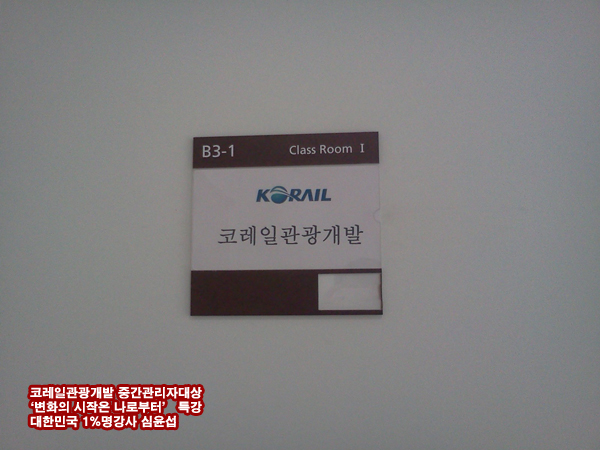 B3-1 Class Room I
KORAIL
코레일관광개발
코레일관광개발 중간관리자대상
'변화의 시작은 나로부터' 특강
대한민국 1%명강사 심윤섭